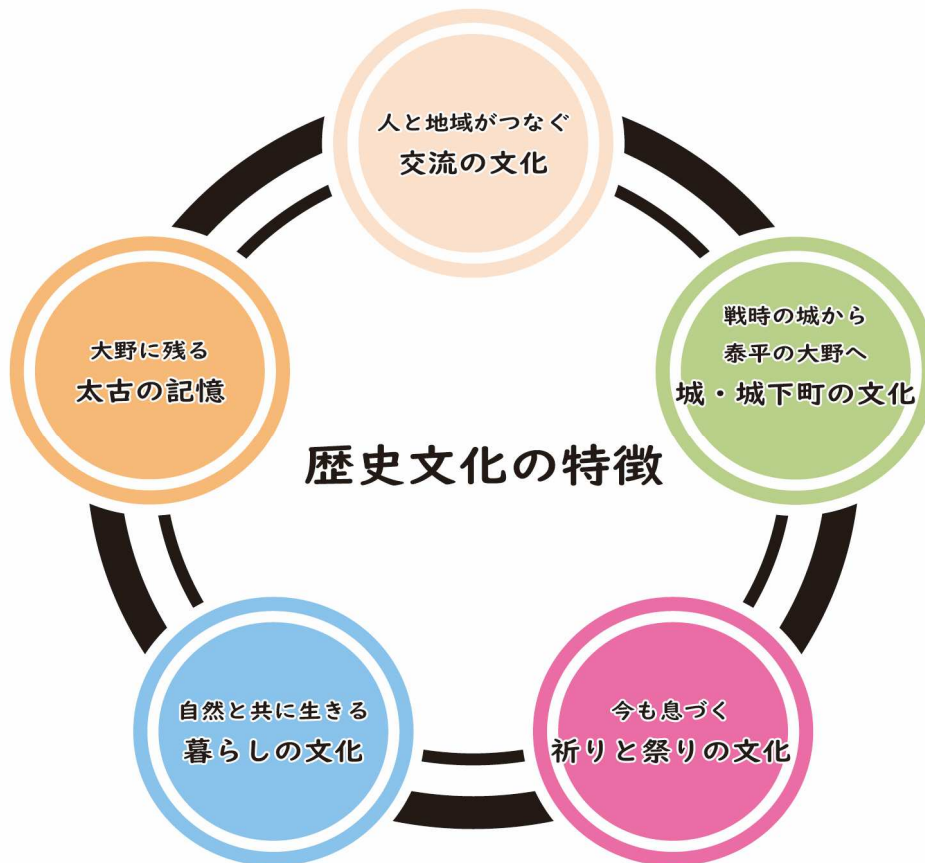 人と地域がつなぐ
交流の文化
戦時の城から
泰平の大野へ
城・城下町の文化
大野に残る
太古の記憶
歴史文化の特徴
自然と共に生きる
暮らしの文化
今も息づく
祈りと祭りの文化